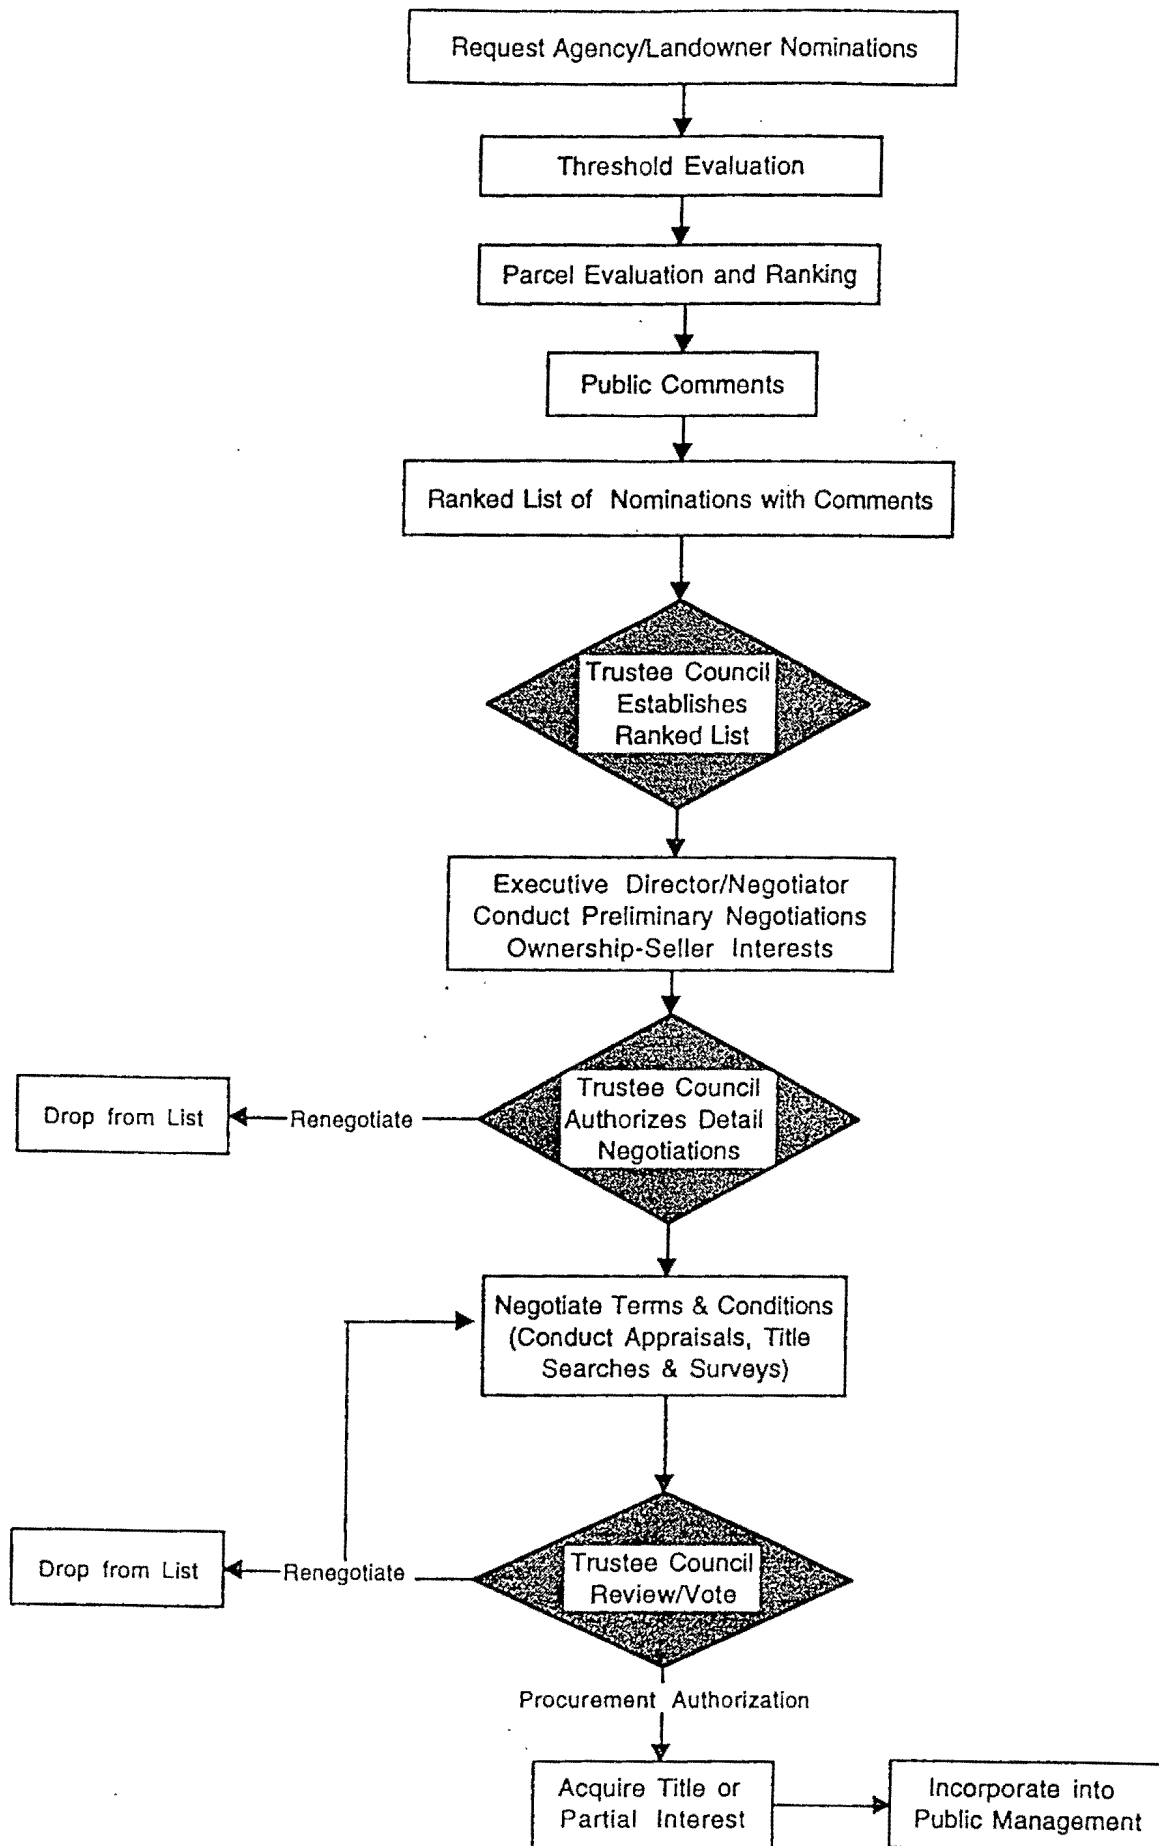 Request Agency/Landowner Nominations
Threshold Evaluation
Parcel Evaluation and Ranking
Public Comments
Ranked List of Nominations with Comments
Trustee Council
Establishes
Ranked List
Executive Director/Negotiator
Conduct Preliminary Negotiations
Ownership-Seller Interests
Trustee Council
Authorizes Detail
Negotiations
Renegotiate
Drop from List
Negotiate Terms & Conditions
(Conduct Appraisals, Title
Searches & Surveys)
Trustee Council
Review/Vote
Renegotiate
Drop from List
Procurement Authorization
Acquire Title or
Partial Interest
Incorporate into
Public Management